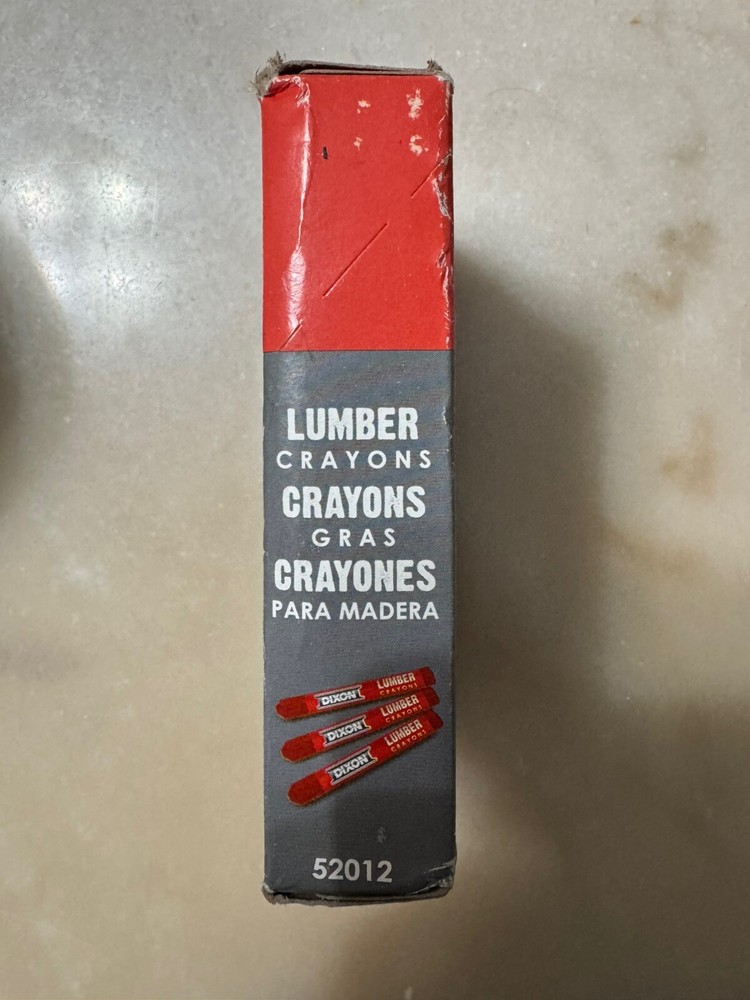 LUMBER
CRAYONS
CRAYONS
GRAS
CRAYONES
PARA MADERA
DIXON LUMBER
CRAYONS
DIXON LUMBER
CRAYONS
DIXON LUMBER
CRAYONS
52012